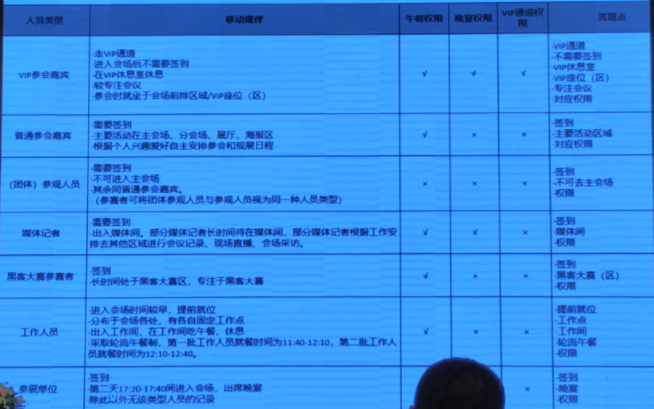 人员类型 移动规律 午餐权限 晚宴权限 VIP通道权限 答题点
VIP参会嘉宾
·走VIP通道
·进入会场后不需要签到
·在VIP休息室休息
·较专注会议
·参会时就坐于会场前排区域/VIP座位（区）
√ √ √
·VIP通道
·不需要签到
·VIP休息室
·VIP座位（区）
·专注会议
·对应权限
普通参会嘉宾
·需要签到
·主要活动在主会场、分会场、展厅、海报区
·根据个人兴趣爱好自主安排参会和观展日程
√ × ×
·签到
·主要活动区域
·对应权限
（团体）参观人员
·需要签到
·不可进入主会场
·其余同普通参会嘉宾。
（参赛者可将团体参观人员与参观人员视为同一种人员类型）
× × ×
·签到
·不可去主会场
·权限
媒体记者
·需要签到
·出入媒体间。部分媒体记者长时间待在媒体间，部分媒体记者根据工作安
排去其他区域进行会议记录、现场直播、会场采访。
√ √ ×
·签到
·媒体间
·权限
黑客大赛参赛者
·签到
·长时间处于黑客大赛区，专注于黑客大赛
√ × ×
·签到
·黑客大赛（区）
·权限
工作人员
·进入会场时间较早，提前就位
·分布于会场各处，有各自固定工作点
·出入工作间，在工作间吃午餐、休息
·采取轮流午餐制，第一批工作人员就餐时间为11:40-12:10，第二批工作人
员就餐时间为12:10-12:40。
√ × ×
·提前就位
·工作点
·工作间
·轮流午餐
·权限
参展单位
·签到
·第二天17:20-17:40间进入会场，出席晚宴
·除此以外无该类型人员的记录
×
·签到
·晚宴
·权限